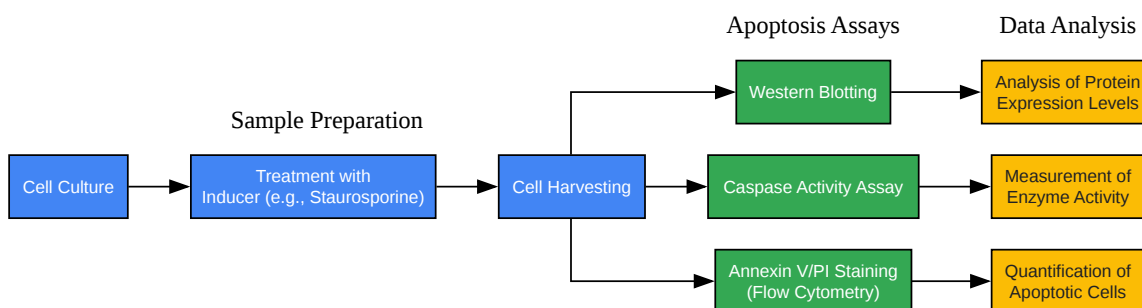 Apoptosis Assays
Data Analysis
Western Blotting
Analysis of Protein
Expression Levels
Sample Preparation
Cell Culture
Treatment with
Inducer (e.g., Staurosporine)
Cell Harvesting
Caspase Activity Assay
Measurement of
Enzyme Activity
Annexin V/PI Staining
(Flow Cytometry)
Quantification of
Apoptotic Cells